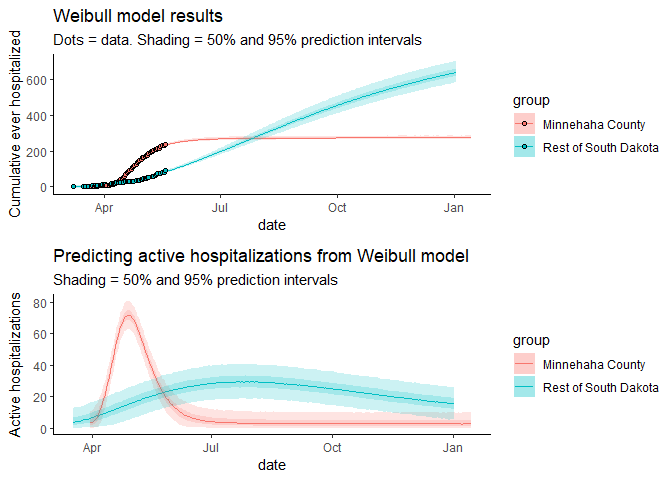 Weibull model results
Dots = data. Shading = 50% and 95% prediction intervals
Cumulative ever hospitalized
600
400
200
0
Apr
Jul
Oct
Jan
date
group
Minnehaha County
Rest of South Dakota
Predicting active hospitalizations from Weibull model
Shading = 50% and 95% prediction intervals
Active hospitalizations
80
60
40
20
0
Apr
Jul
Oct
Jan
date
group
Minnehaha County
Rest of South Dakota